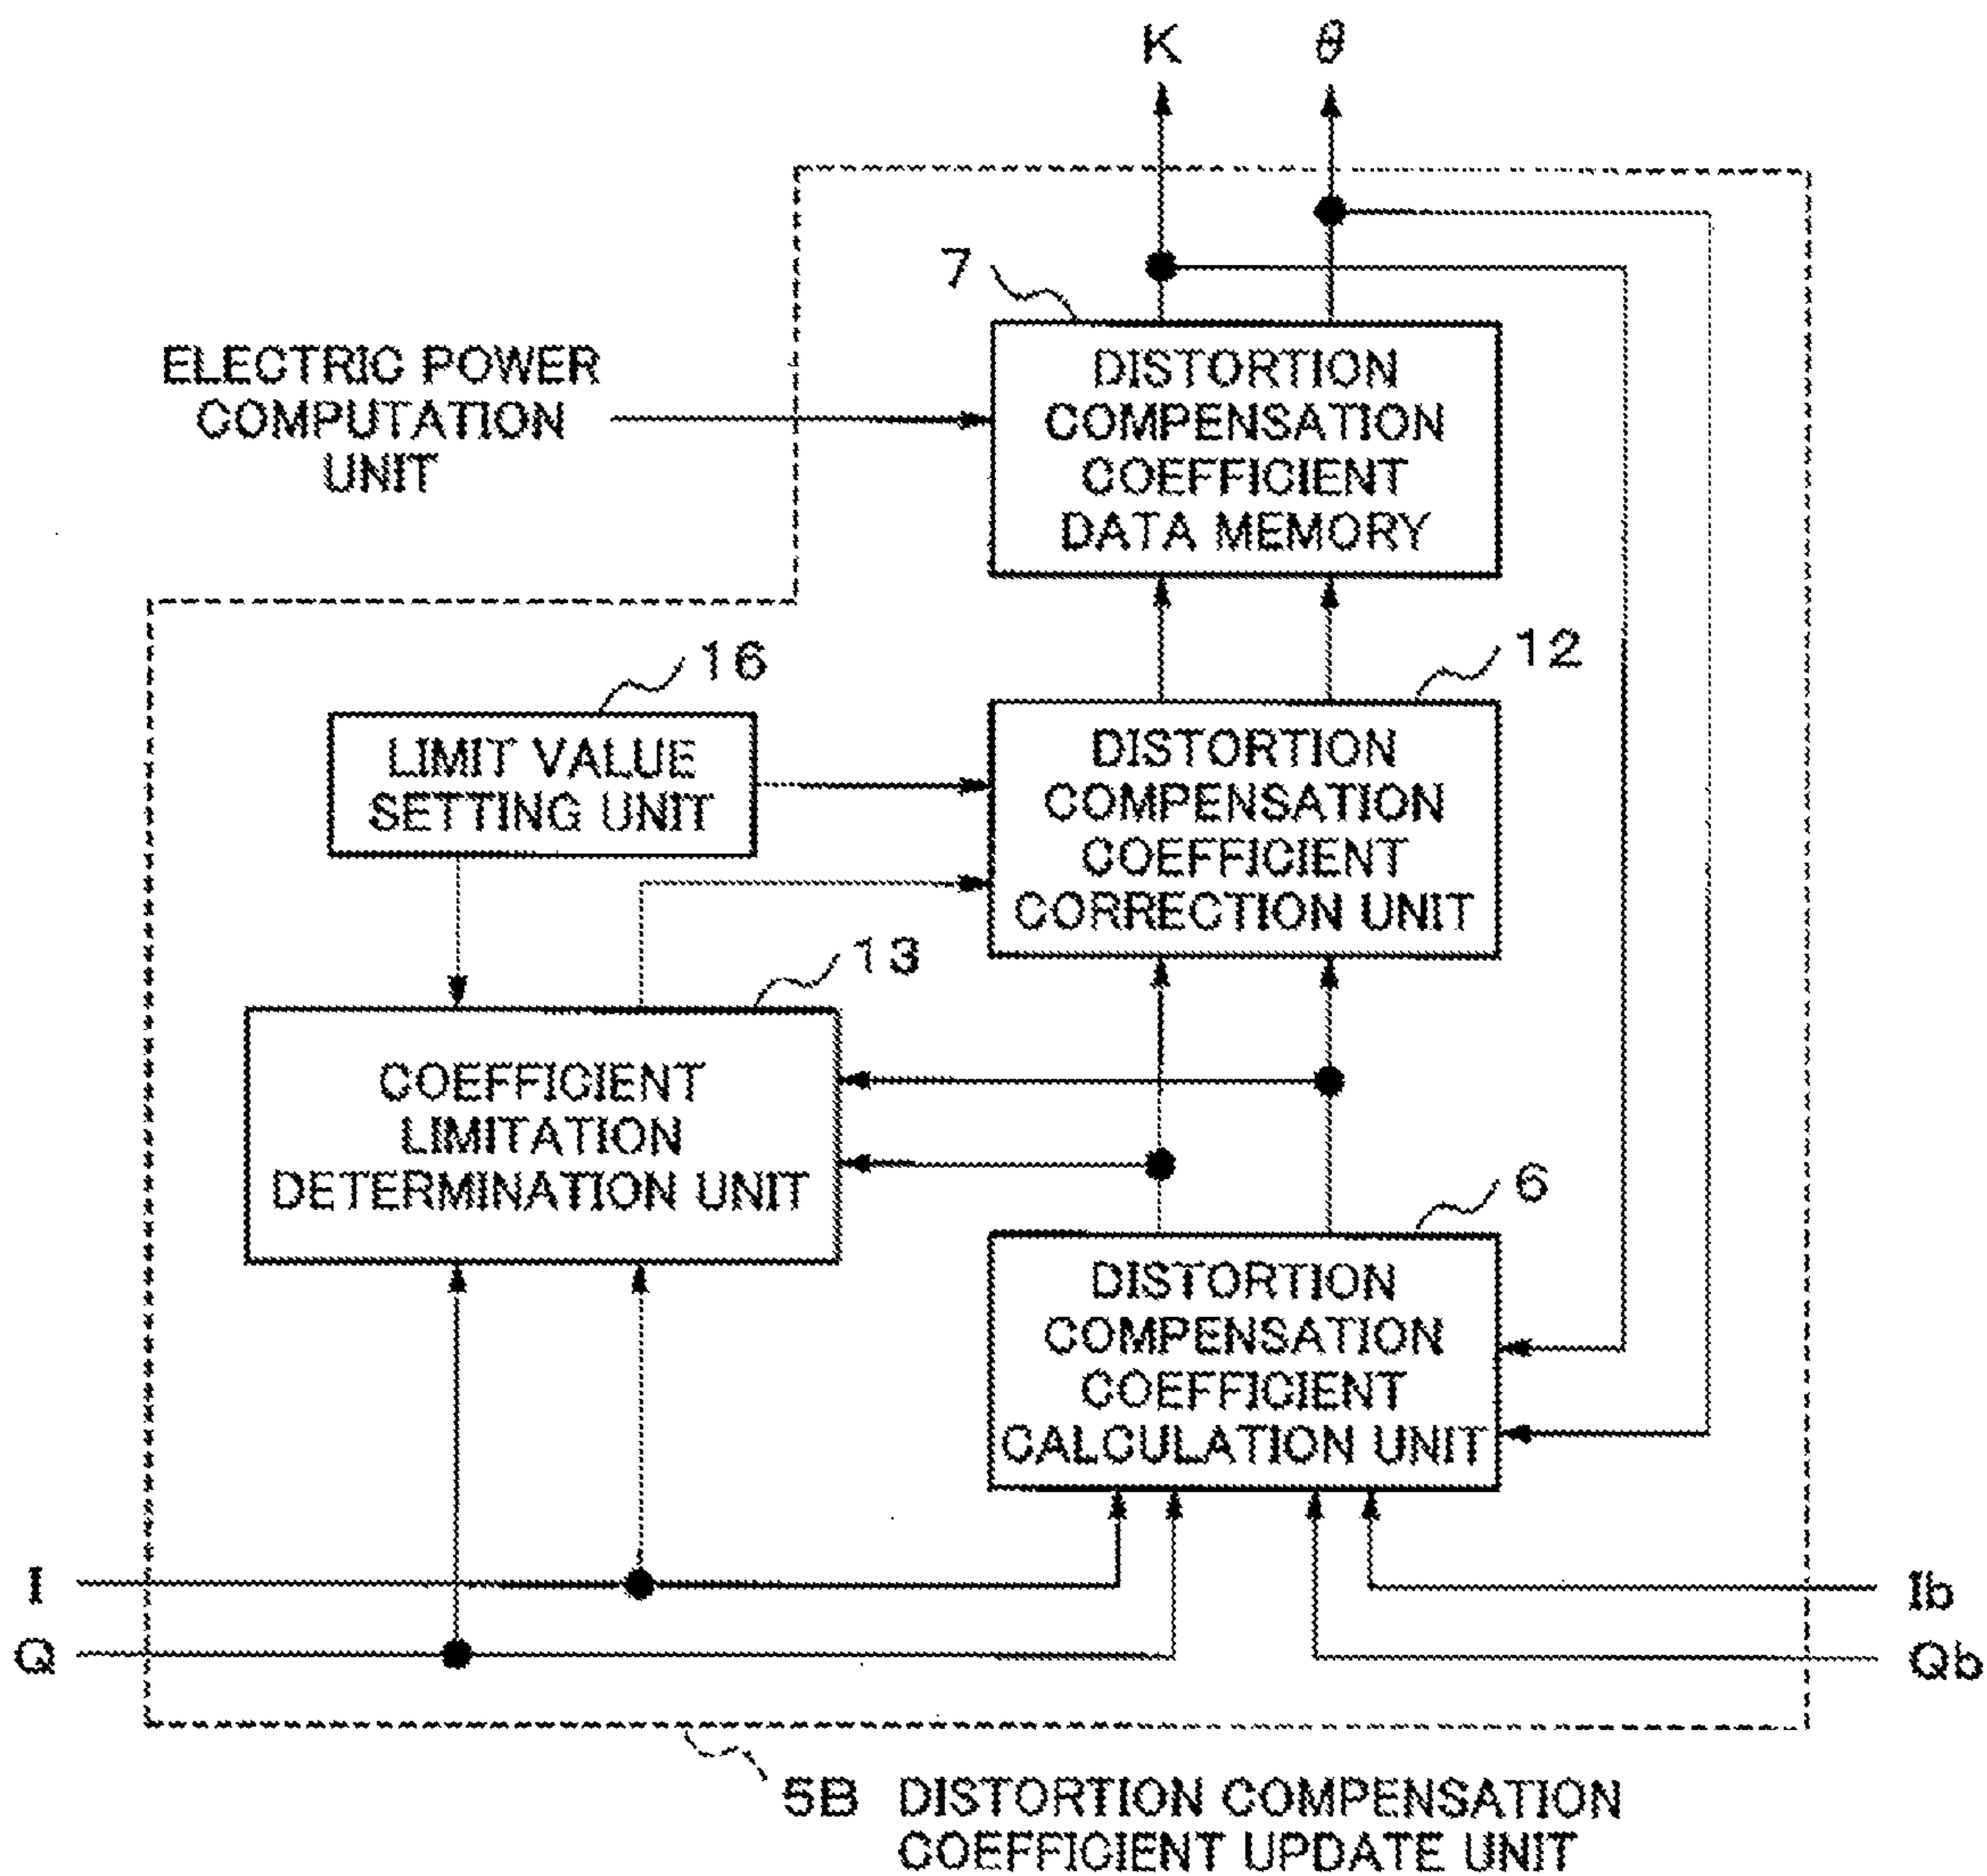 K
θ
7
ELECTRIC POWER
COMPUTATION
UNIT
DISTORTION
COMPENSATION
COEFFICIENT
DATA MEMORY
16
12
LIMIT VALUE
SETTING UNIT
DISTORTION
COMPENSATION
COEFFICIENT
CORRECTION UNIT
13
COEFFICIENT
LIMITATION
DETERMINATION UNIT
6
DISTORTION
COMPENSATION
COEFFICIENT
CALCULATION UNIT
I
Ib
Q
Qb
5B DISTORTION COMPENSATION
COEFFICIENT UPDATE UNIT